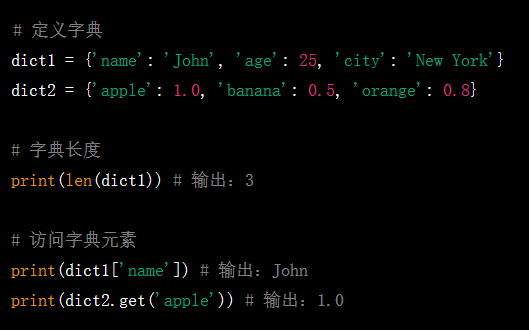 # 定义字典
dict1 = {'name': 'John', 'age': 25, 'city': 'New York'}
dict2 = {'apple': 1.0, 'banana': 0.5, 'orange': 0.8}
# 字典长度
print(len(dict1)) # 输出：3
# 访问字典元素
print(dict1['name']) # 输出：John
print(dict2.get('apple')) # 输出：1.0